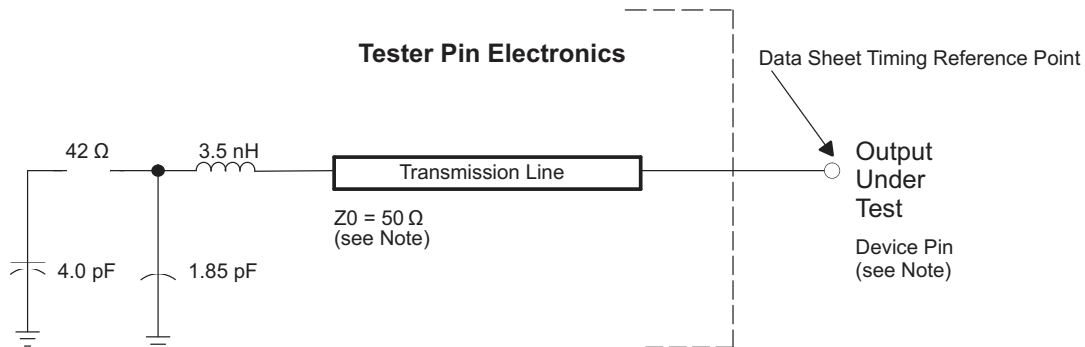 Tester Pin Electronics
Data Sheet Timing Reference Point
42 Ω
3.5 nH
Transmission Line
Output
Under
Test
Z0 = 50 Ω
(see Note)
Device Pin
(see Note)
4.0 pF
1.85 pF